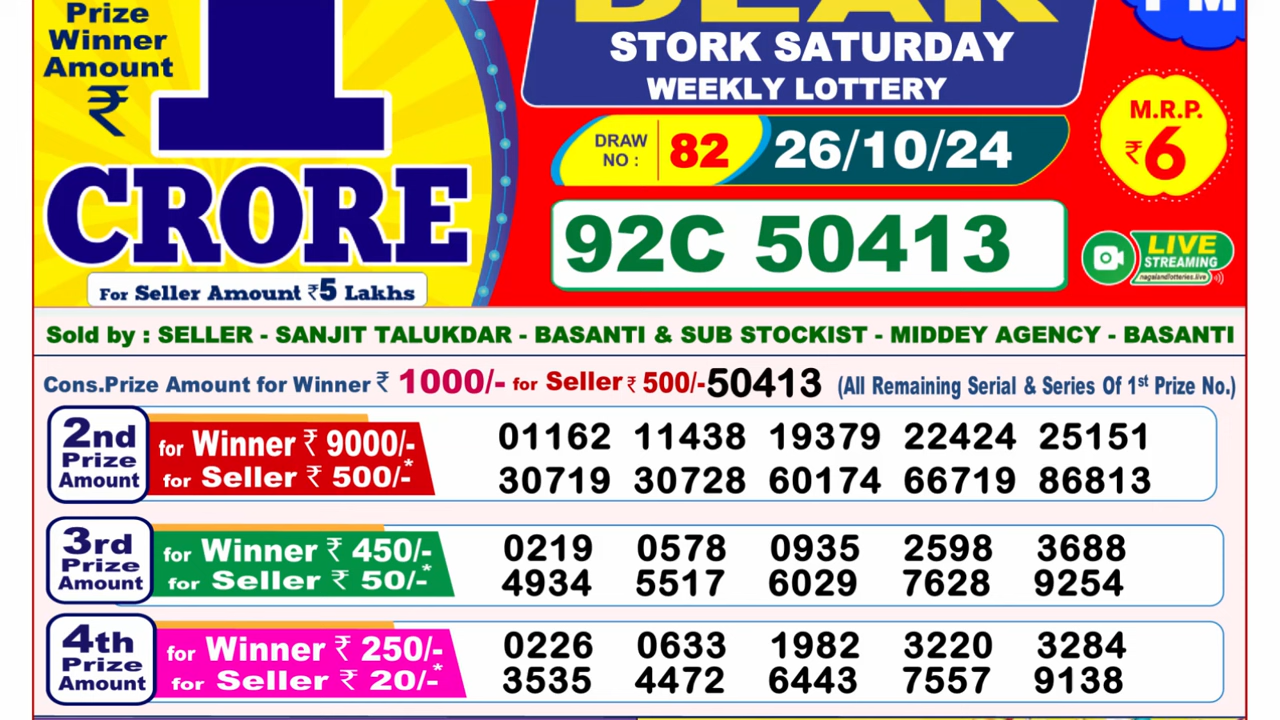 Prize
Winner
Amount
₹
1
CRORE
For Seller Amount ₹5 Lakhs
DEAR
STORK SATURDAY
WEEKLY LOTTERY
DRAW NO : 82 26/10/24
92C 50413
PM
M.R.P.
₹6
LIVE
STREAMING
nagalandlotteries.live
Sold by : SELLER - SANJIT TALUKDAR - BASANTI & SUB STOCKIST - MIDDEY AGENCY - BASANTI
Cons.Prize Amount for Winner ₹ 1000/- for Seller ₹ 500/- 50413 (All Remaining Serial & Series Of 1st Prize No.)
2nd
Prize
Amount
for Winner ₹ 9000/-
for Seller ₹ 500/-*
01162 11438 19379 22424 25151
30719 30728 60174 66719 86813
3rd
Prize
Amount
for Winner ₹ 450/-
for Seller ₹ 50/-*
0219 0578 0935 2598 3688
4934 5517 6029 7628 9254
4th
Prize
Amount
for Winner ₹ 250/-
for Seller ₹ 20/-*
0226 0633 1982 3220 3284
3535 4472 6443 7557 9138